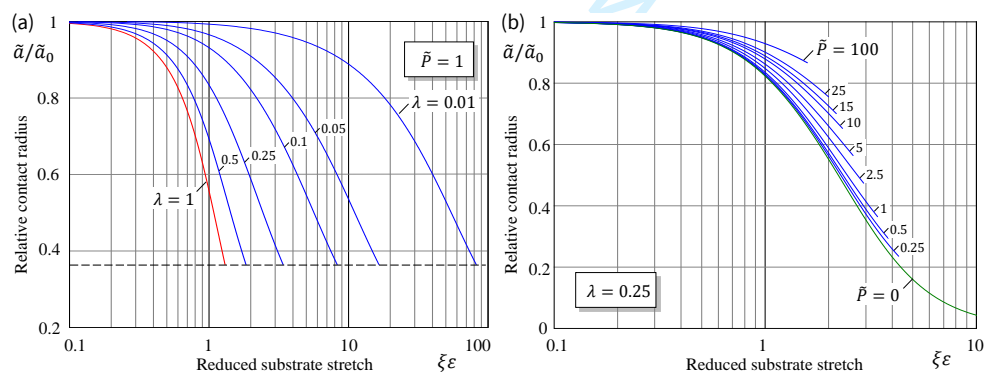 (a)
1
ã/ã₀
0.8
0.6
0.4
0.2
Relative contact radius
P̃ = 1
λ = 0.01
0.05
0.1
0.25
0.5
λ = 1
0.1
1
10
100
Reduced substrate stretch
ξε
(b)
1
ã/ã₀
0.8
0.6
0.4
0.2
0
Relative contact radius
P̃ = 100
25
15
10
5
2.5
1
0.5
0.25
P̃ = 0
λ = 0.25
0.1
1
10
Reduced substrate stretch
ξε